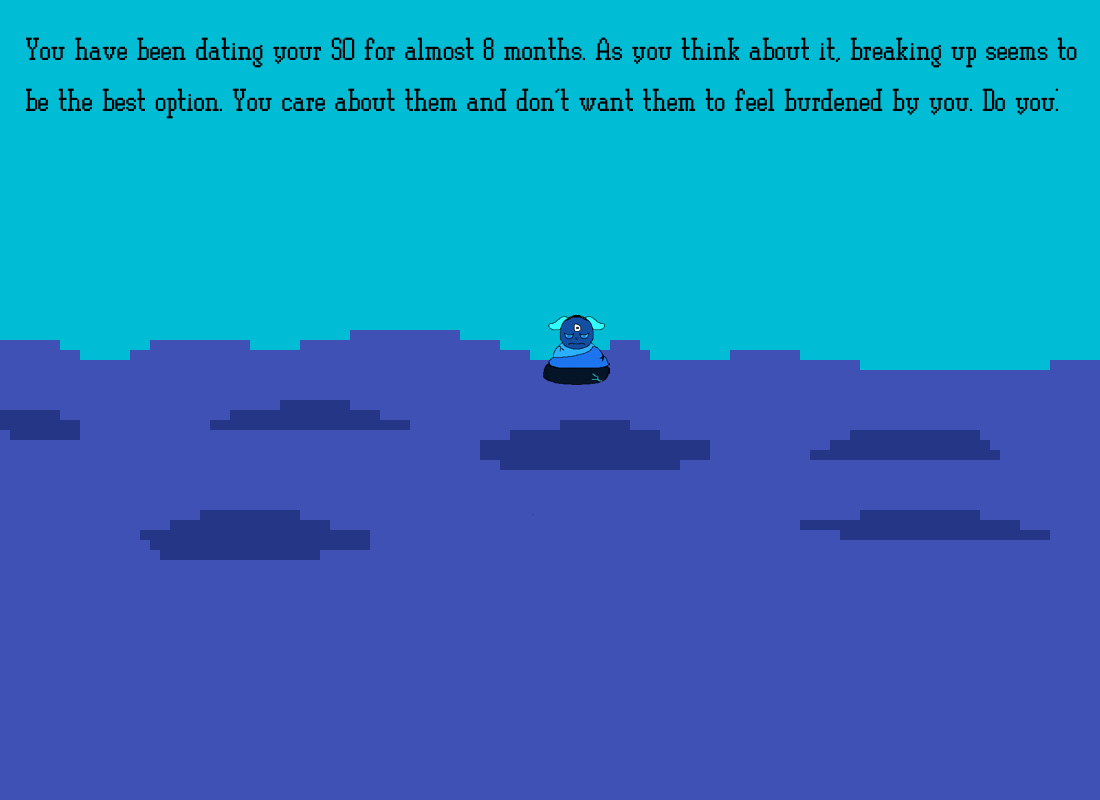 You have been dating your SO for almost 8 months. As you think about it, breaking up seems to
be the best option. You care about them and don't want them to feel burdened by you. Do you: